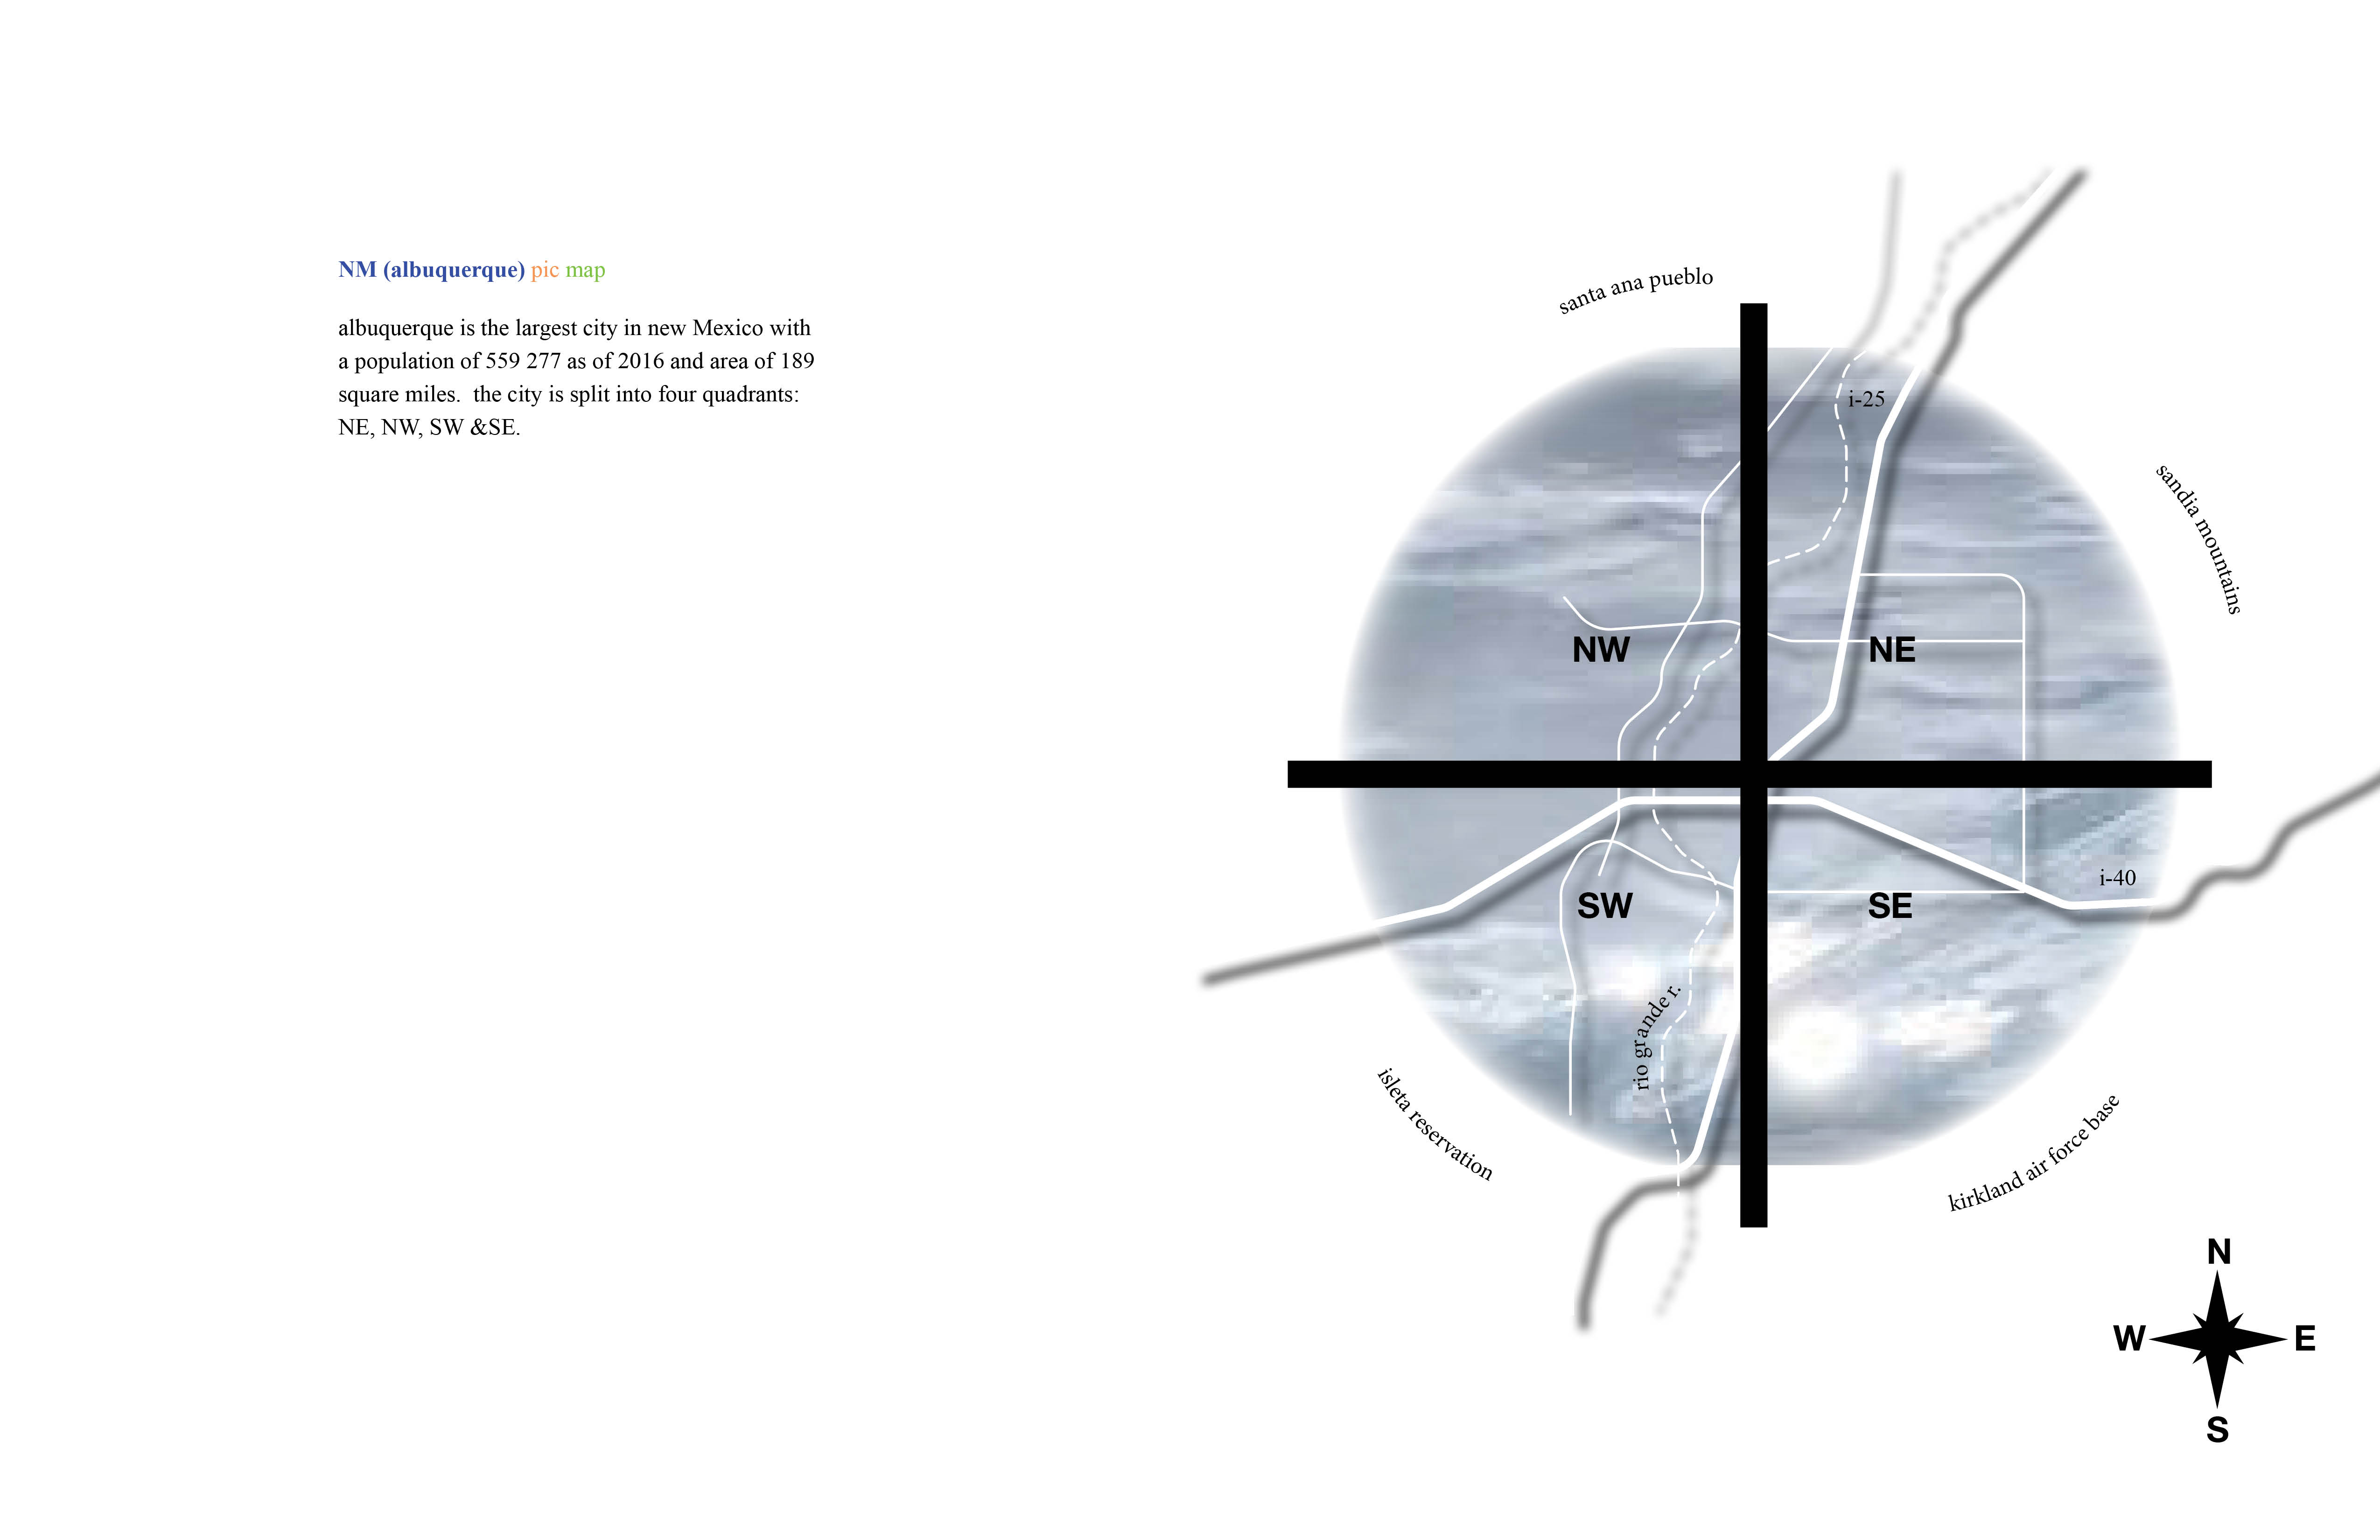 NM (albuquerque) pic map
albuquerque is the largest city in new Mexico with
a population of 559 277 as of 2016 and area of 189
square miles.  the city is split into four quadrants:
NE, NW, SW &SE.
santa ana pueblo
i-25
sandia mountains
NW
NE
i-40
SW
SE
rio grande r.
isleta reservation
kirkland air force base
N
W
E
S